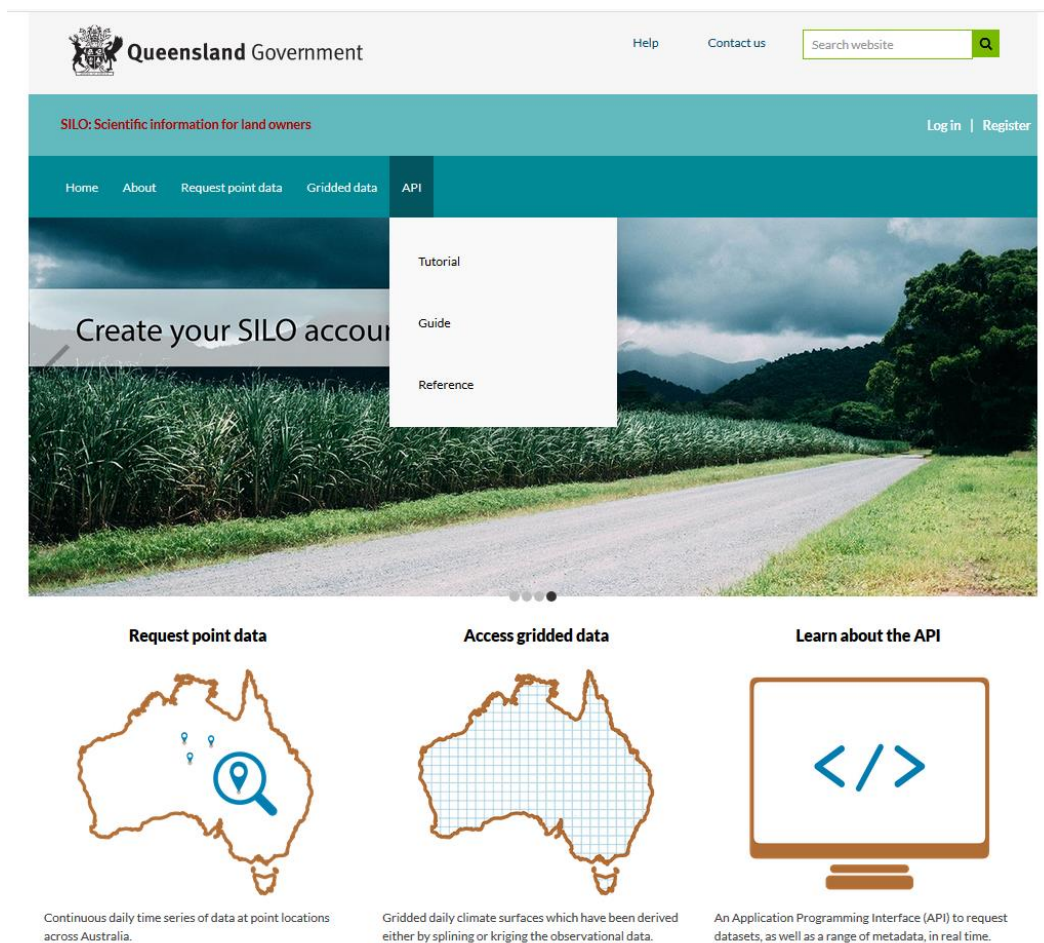 Queensland Government
Help
Contact us
Search website
SILO: Scientific information for land owners
Log in | Register
Home
About
Request point data
Gridded data
API
Tutorial
Guide
Reference
Create your SILO accour
Request point data
Access gridded data
Learn about the API
</>
Continuous daily time series of data at point locations
across Australia.
Gridded daily climate surfaces which have been derived
either by splining or kriging the observational data.
An Application Programming Interface (API) to request
datasets, as well as a range of metadata, in real time.